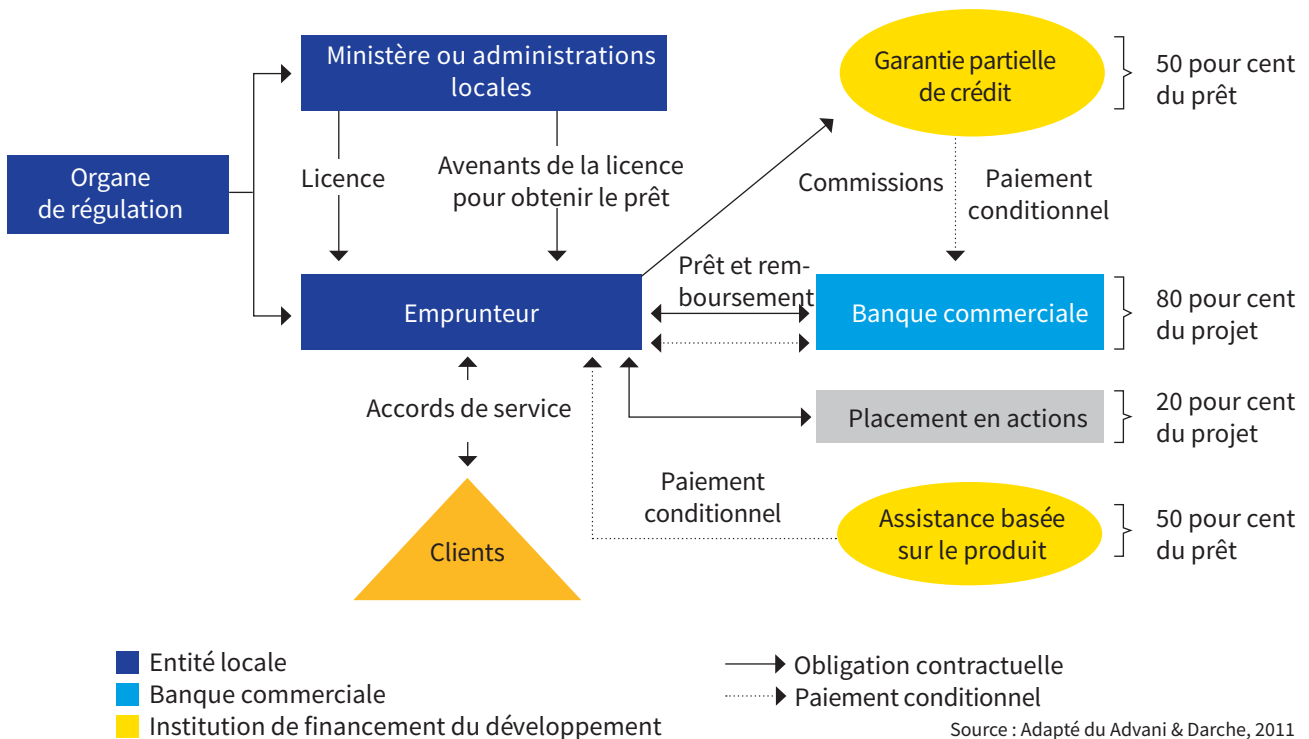 Ministère ou administrations
locales
Garantie partielle
de crédit
50 pour cent
du prêt
Organe
de régulation
Licence
Avenants de la licence
pour obtenir le prêt
Commissions
Paiement
conditionnel
Emprunteur
Prêt et rem-
boursement
Banque commerciale
80 pour cent
du projet
Accords de service
Placement en actions
20 pour cent
du projet
Clients
Paiement
conditionnel
Assistance basée
sur le produit
50 pour cent
du prêt
Entité locale
Banque commerciale
Institution de financement du développement
Obligation contractuelle
Paiement conditionnel
Source : Adapté du Advani & Darche, 2011